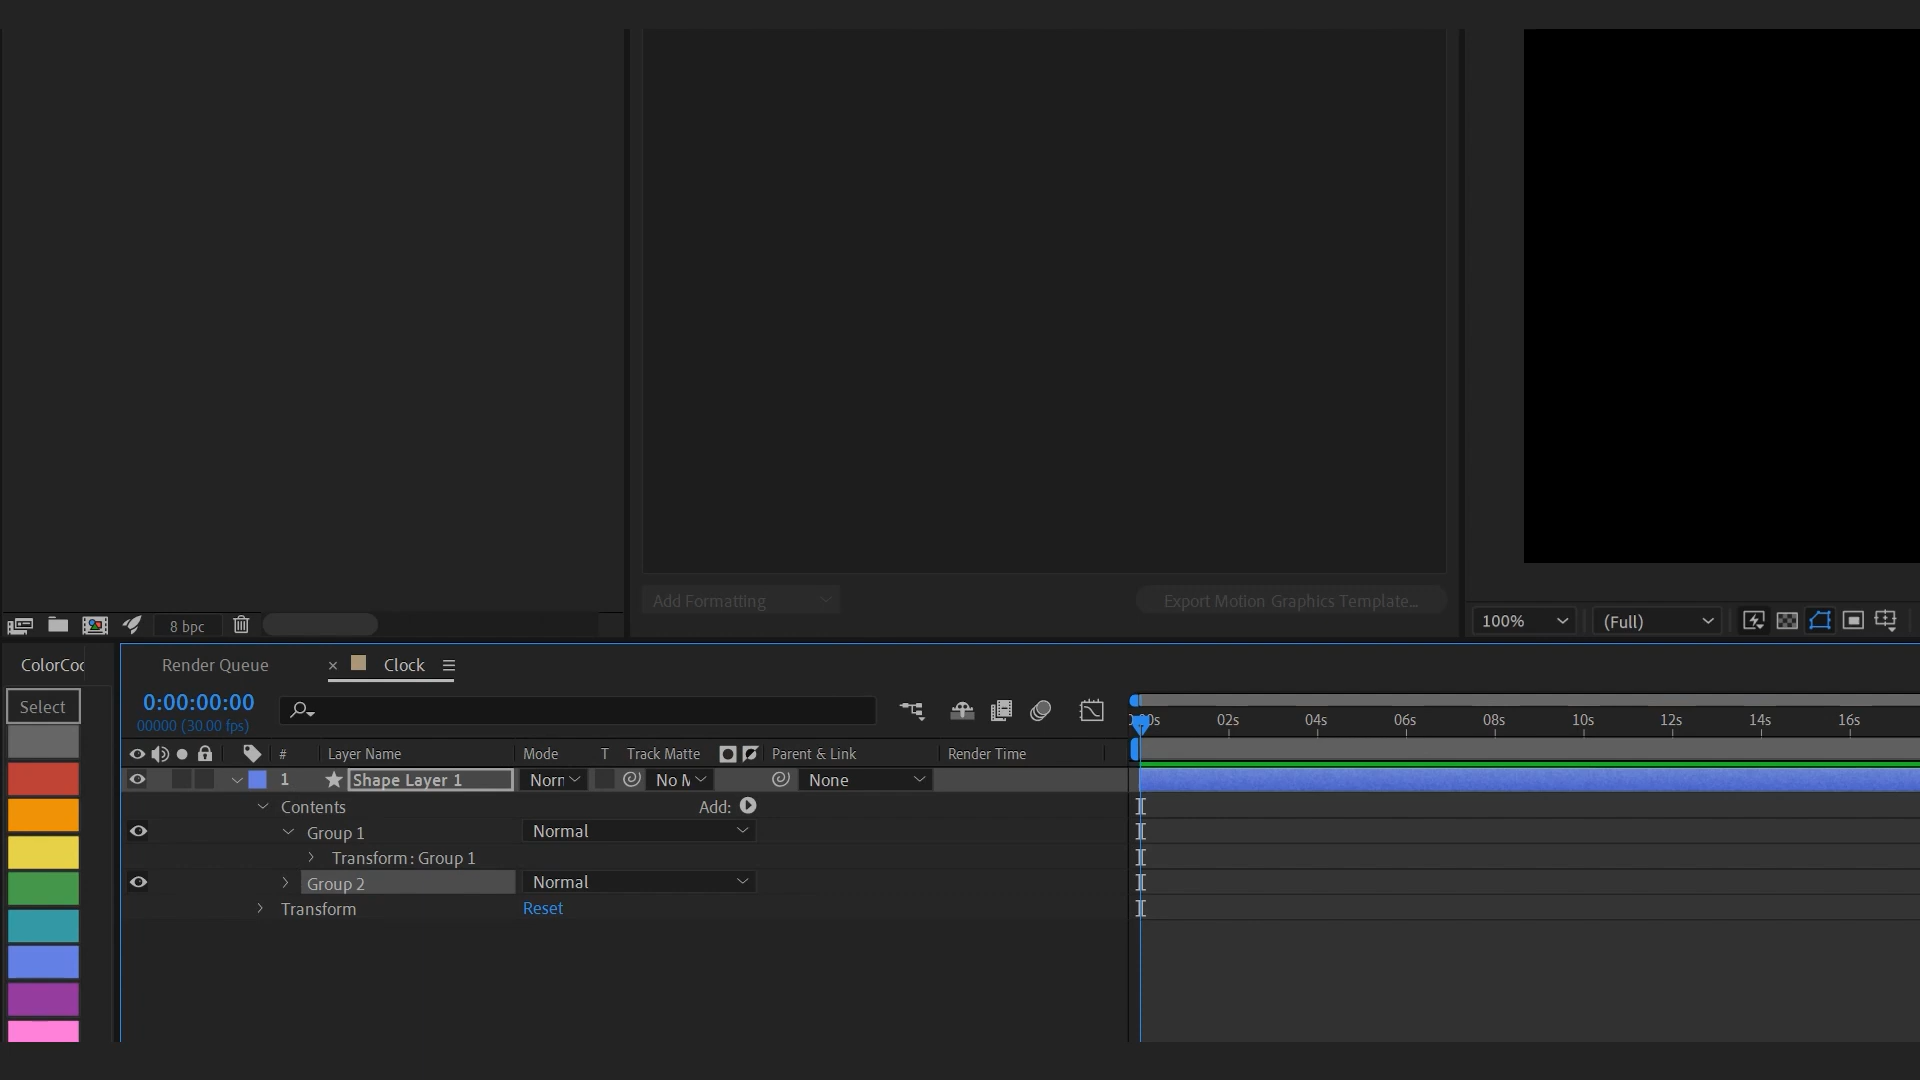 Add Formatting
Export Motion Graphics Template...
8 bpc
100%
(Full)
ColorCoc
Render Queue
Clock
Select
0:00:00:00
00000 (30.00 fps)
02s 04s 06s 08s 10s 12s 14s 16s
# Layer Name Mode T Track Matte Parent & Link Render Time
1 Shape Layer 1 Norr No M None
Contents Add:
Group 1 Normal
Transform: Group 1
Group 2 Normal
Transform Reset